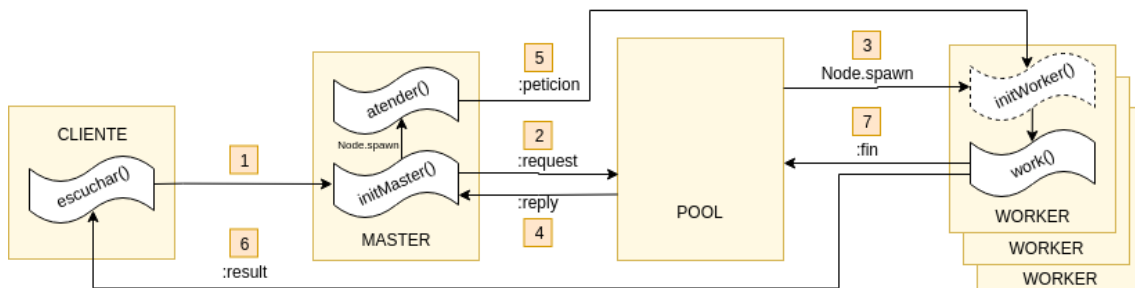 CLIENTE
escuchar()
1
6
:result
MASTER
atender()
Node.spawn
initMaster()
5
:peticion
2
:request
:reply
4
POOL
3
Node.spawn
7
:fin
initWorker()
work()
WORKER
WORKER
WORKER